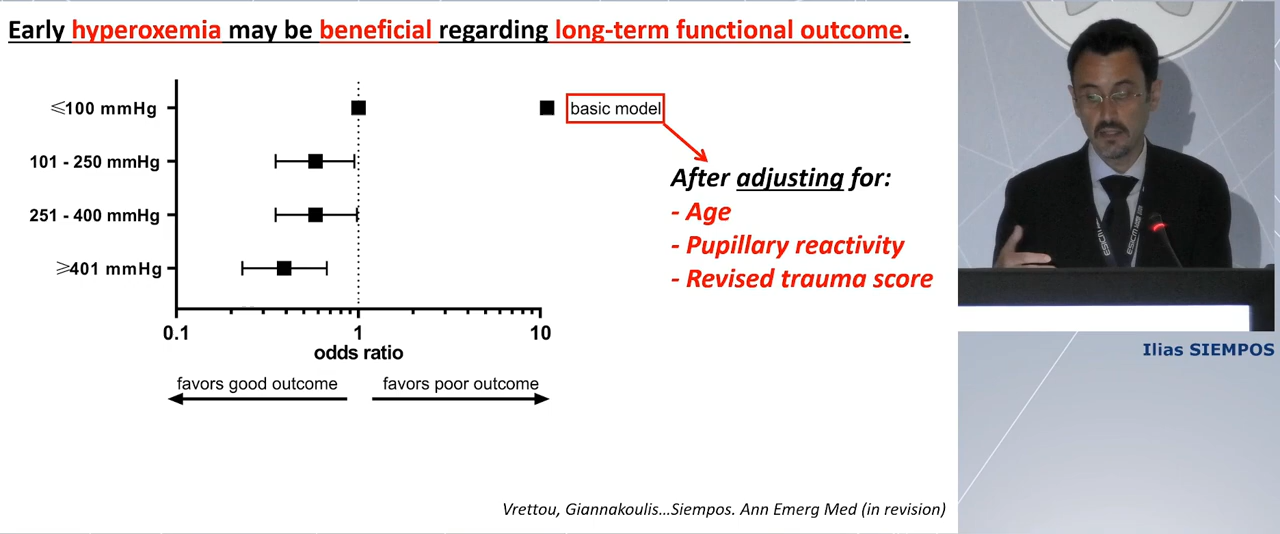 Early hyperoxemia may be beneficial regarding long-term functional outcome.
≤100 mmHg
101 - 250 mmHg
251 - 400 mmHg
≥401 mmHg
0.1
1
10
odds ratio
favors good outcome
favors poor outcome
basic model
After adjusting for:
- Age
- Pupillary reactivity
- Revised trauma score
Vrettou, Giannakoulis...Siempos. Ann Emerg Med (in revision)
ESICM
ESICM
Ilias SIEMPOS